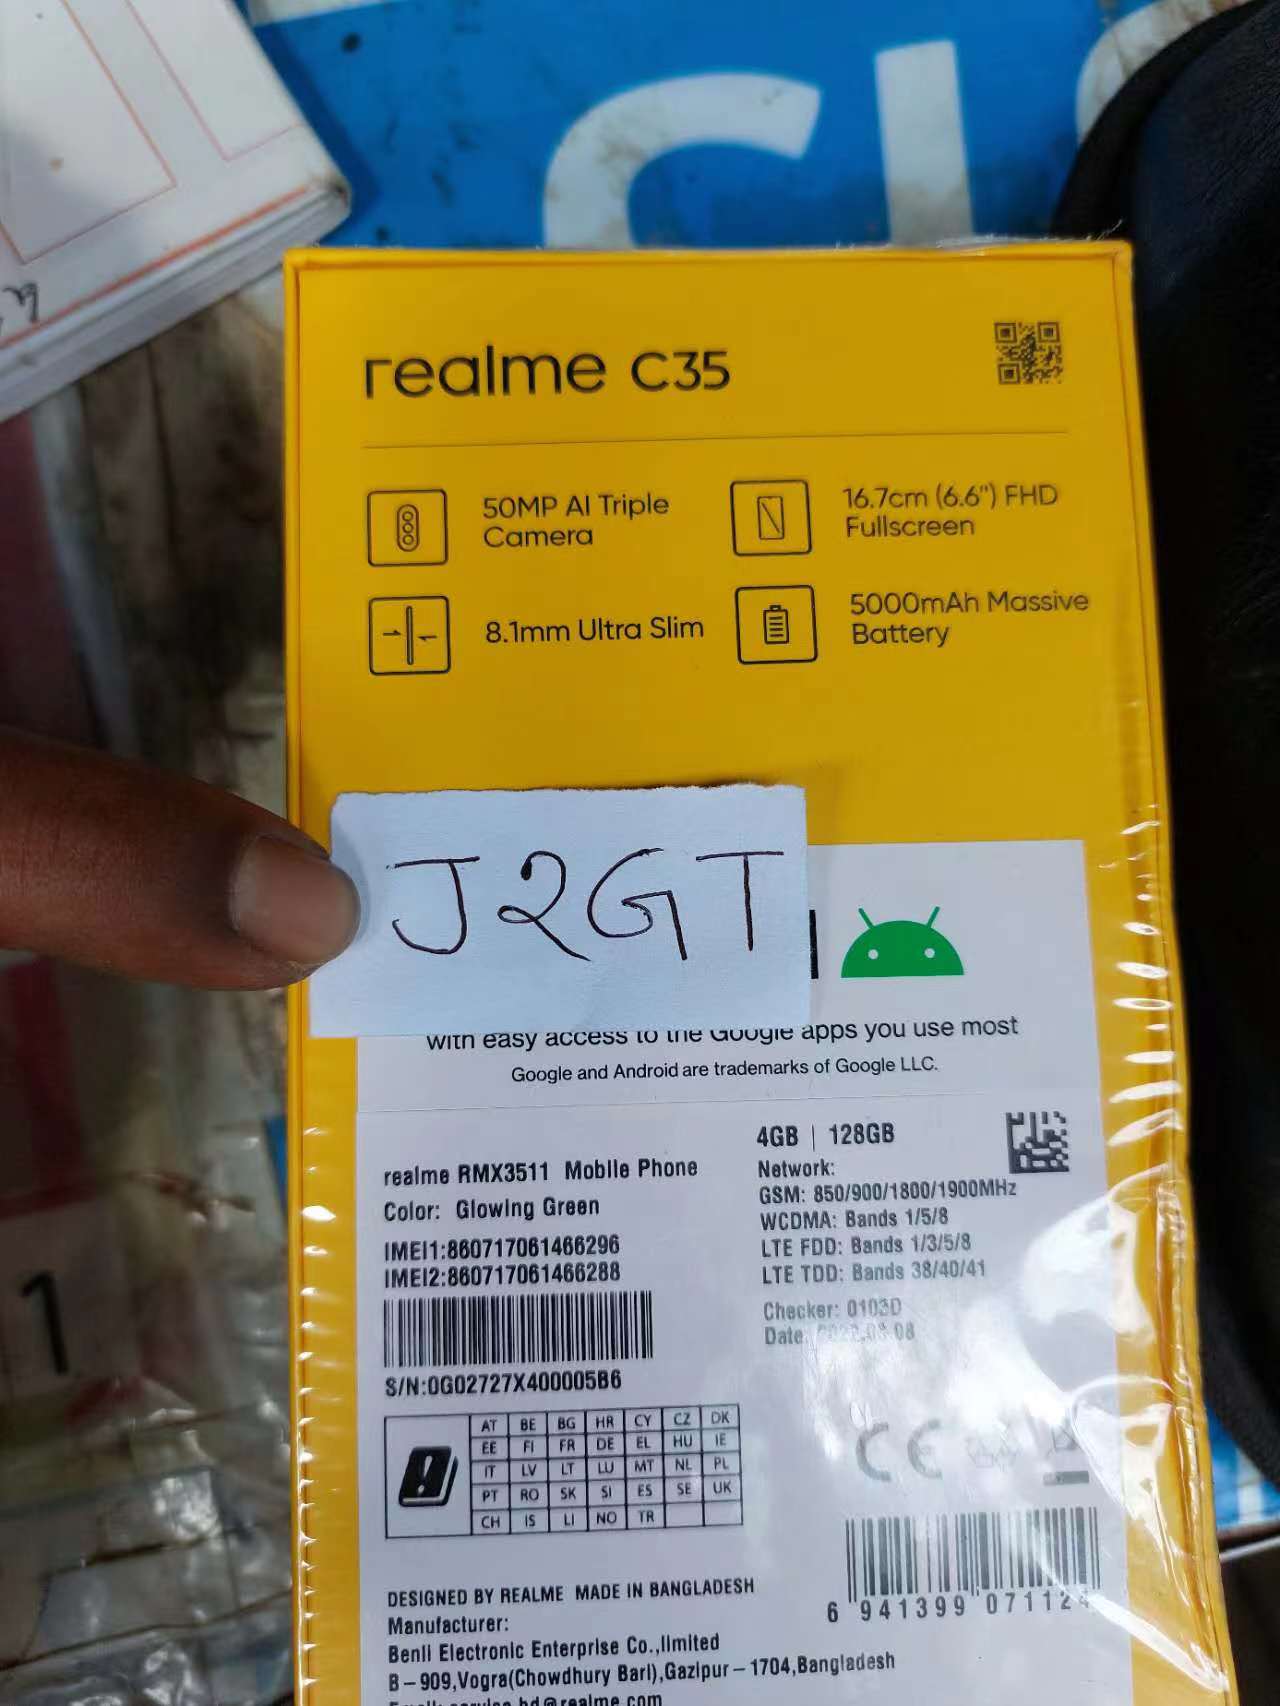 realme C35
50MP AI Triple
Camera
16.7cm (6.6") FHD
Fullscreen
8.1mm Ultra Slim
5000mAh Massive
Battery
J2GT
with easy access to the Google apps you use most
Google and Android are trademarks of Google LLC.
realme RMX3511 Mobile Phone
Color: Glowing Green
IMEI1:860717061466296
IMEI2:860717061466288
S/N:0G02727X400005B6
4GB | 128GB
Network:
GSM: 850/900/1800/1900MHz
WCDMA: Bands 1/5/8
LTE FDD: Bands 1/3/5/8
LTE TDD: Bands 38/40/41
Checker: 0103D
Date: 2022.08.08
AT BE BG HR CY CZ DK
EE FI FR DE EL HU IE
IT LV LT LU MT NL PL
PT RO SK SI ES SE UK
CH IS LI NO TR
CE
6 941399 071124
DESIGNED BY REALME MADE IN BANGLADESH
Manufacturer:
Benli Electronic Enterprise Co.,limited
B-909,Vogra(Chowdhury Bari),Gazipur-1704,Bangladesh
Email: service.bd@realme.com
1